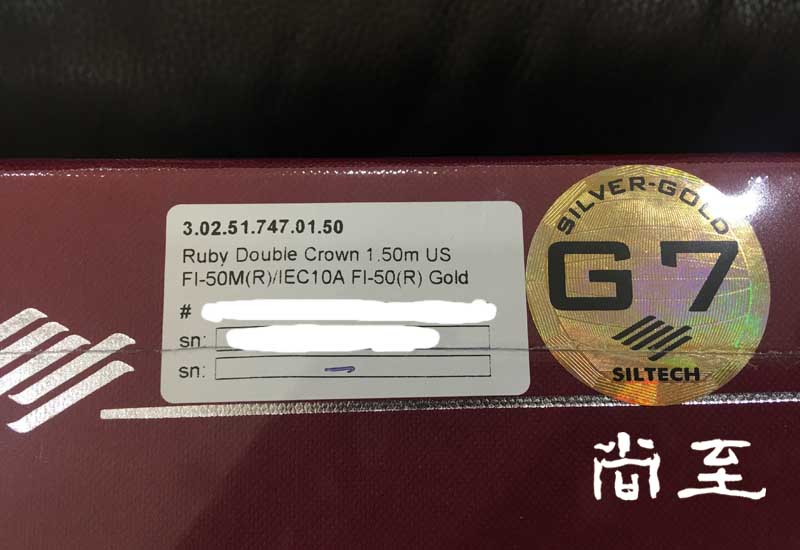 3.02.51.747.01.50
Ruby Double Crown 1.50m US
FI-50M(R)/IEC10A FI-50(R) Gold
#
sn:
sn:
SILVER-GOLD
G7
SILTECH
尚至